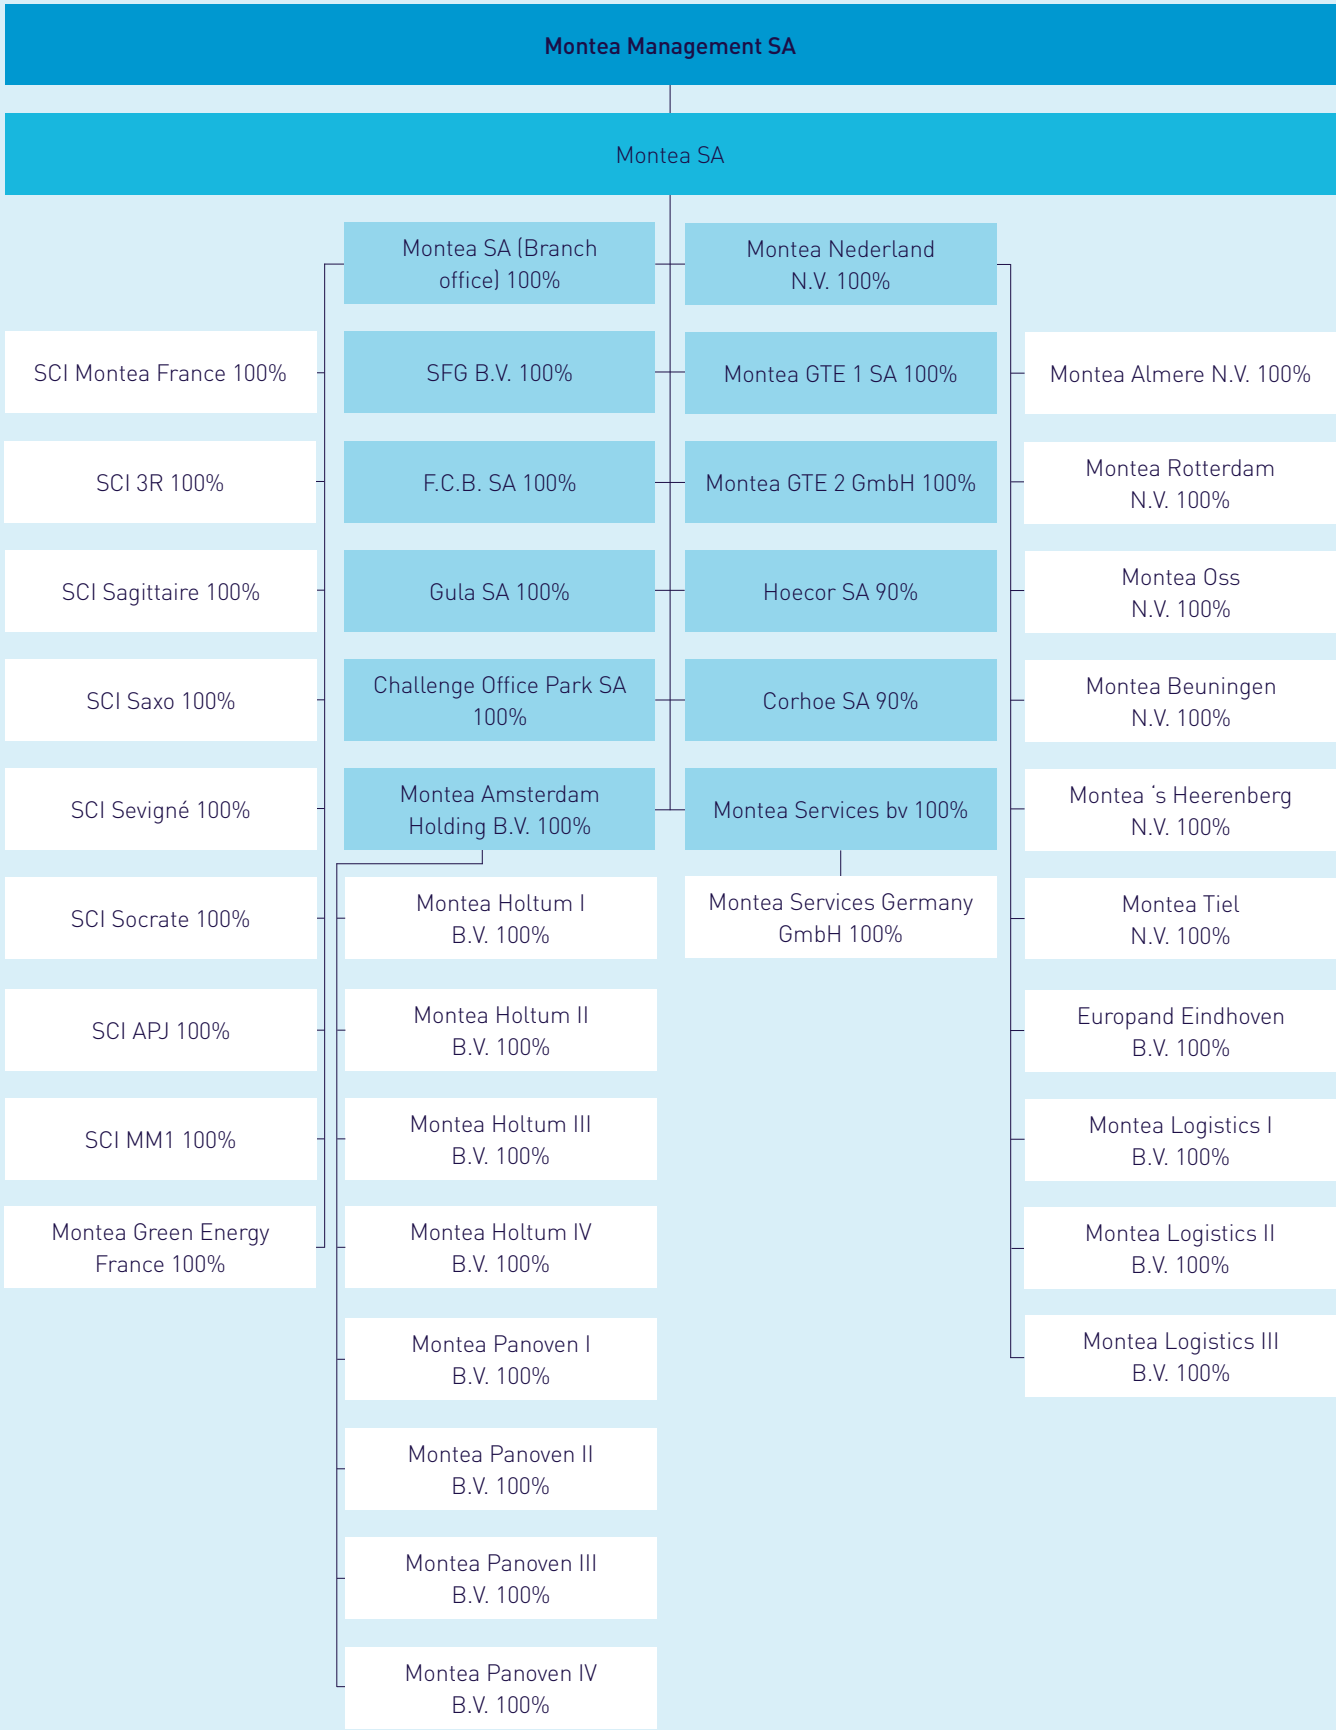 Montea Management SA
Montea SA
Montea SA (Branch
office) 100%
Montea Nederland
N.V. 100%
SCI Montea France 100%
SFG B.V. 100%
Montea GTE 1 SA 100%
Montea Almere N.V. 100%
SCI 3R 100%
F.C.B. SA 100%
Montea GTE 2 GmbH 100%
Montea Rotterdam
N.V. 100%
SCI Sagittaire 100%
Gula SA 100%
Hoecor SA 90%
Montea Oss
N.V. 100%
SCI Saxo 100%
Challenge Office Park SA
100%
Corhoe SA 90%
Montea Beuningen
N.V. 100%
SCI Sevigné 100%
Montea Amsterdam
Holding B.V. 100%
Montea Services bv 100%
Montea ‘s Heerenberg
N.V. 100%
SCI Socrate 100%
Montea Holtum I
B.V. 100%
Montea Services Germany
GmbH 100%
Montea Tiel
N.V. 100%
SCI APJ 100%
Montea Holtum II
B.V. 100%
Europand Eindhoven
B.V. 100%
SCI MM1 100%
Montea Holtum III
B.V. 100%
Montea Logistics I
B.V. 100%
Montea Green Energy
France 100%
Montea Holtum IV
B.V. 100%
Montea Logistics II
B.V. 100%
Montea Panoven I
B.V. 100%
Montea Logistics III
B.V. 100%
Montea Panoven II
B.V. 100%
Montea Panoven III
B.V. 100%
Montea Panoven IV
B.V. 100%